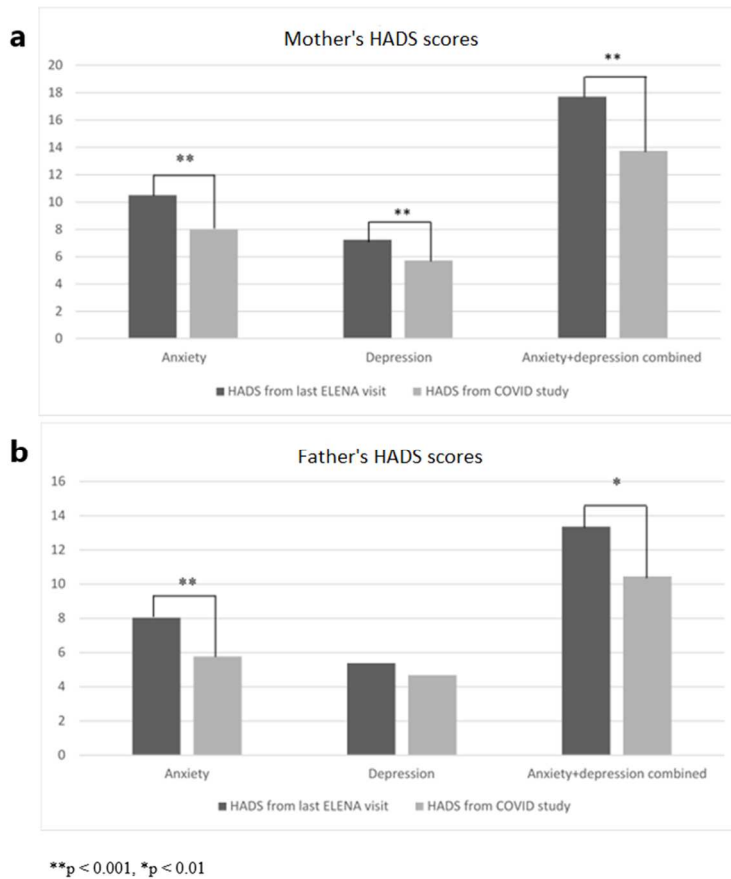 a
Mother's HADS scores
20
18
16
14
12
10
8
6
4
2
0
**
**
**
Anxiety Depression Anxiety+depression combined
HADS from last ELENA visit HADS from COVID study
b
Father's HADS scores
16
14
12
10
8
6
4
2
0
**
*
Anxiety Depression Anxiety+depression combined
HADS from last ELENA visit HADS from COVID study
**p < 0.001, *p < 0.01